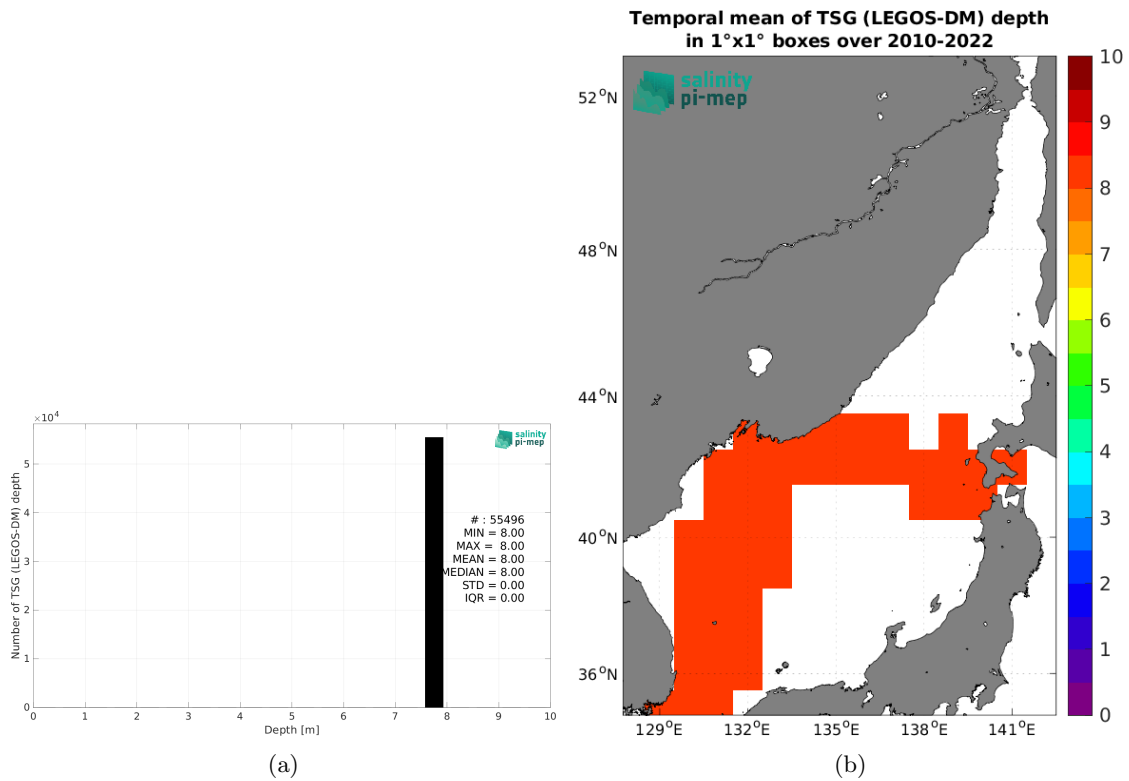 ×10⁴
5
4
3
2
1
0
Number of TSG (LEGOS-DM) depth
salinity
pi-mep
# : 55496
MIN = 8.00
MAX = 8.00
MEAN = 8.00
MEDIAN = 8.00
STD = 0.00
IQR = 0.00
0 1 2 3 4 5 6 7 8 9 10
Depth [m]
(a)
Temporal mean of TSG (LEGOS-DM) depth
in 1°x1° boxes over 2010-2022
salinity
pi-mep
52°N
48°N
44°N
40°N
36°N
129°E 132°E 135°E 138°E 141°E
10
9
8
7
6
5
4
3
2
1
0
(b)